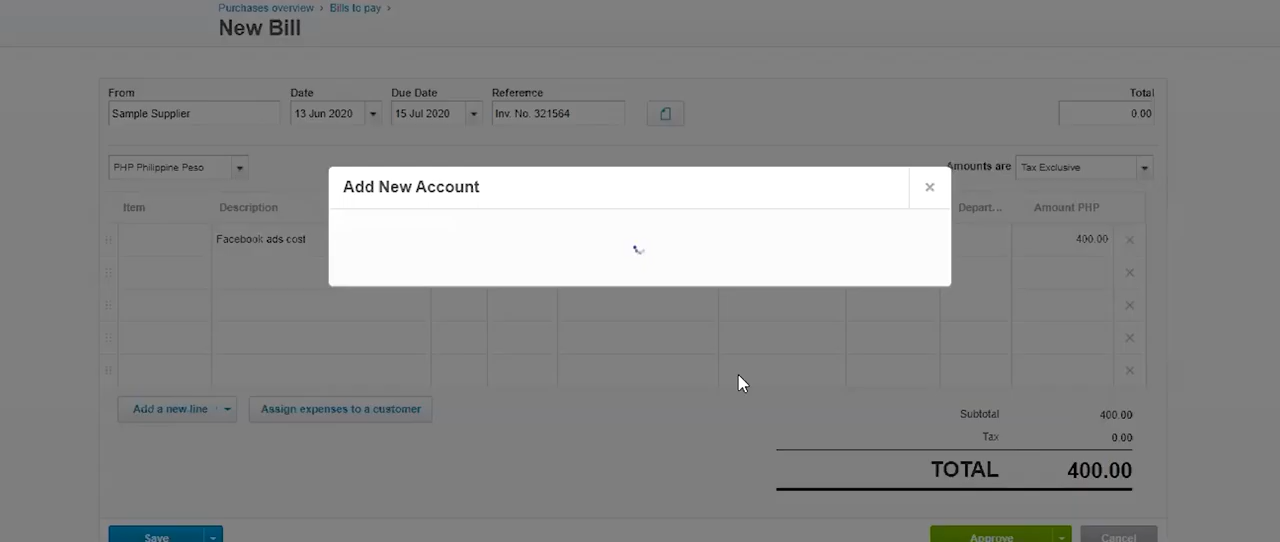 Purchases overview › Bills to pay ›
New Bill
From Date Due Date Reference Total
Sample Supplier 13 Jun 2020 15 Jul 2020 Inv. No. 321564 0.00
PHP Philippine Peso Amounts are Tax Exclusive
Add New Account ×
Item Description Depart... Amount PHP
Facebook ads cost 400.00
Add a new line Assign expenses to a customer
Subtotal 400.00
Tax 0.00
TOTAL 400.00
Save Approve Cancel